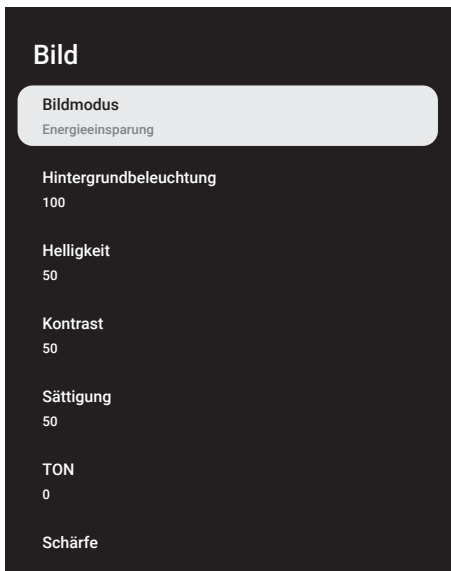 Bild
Bildmodus
Energieeinsparung
Hintergrundbeleuchtung
100
Helligkeit
50
Kontrast
50
Sättigung
50
TON
0
Schärfe